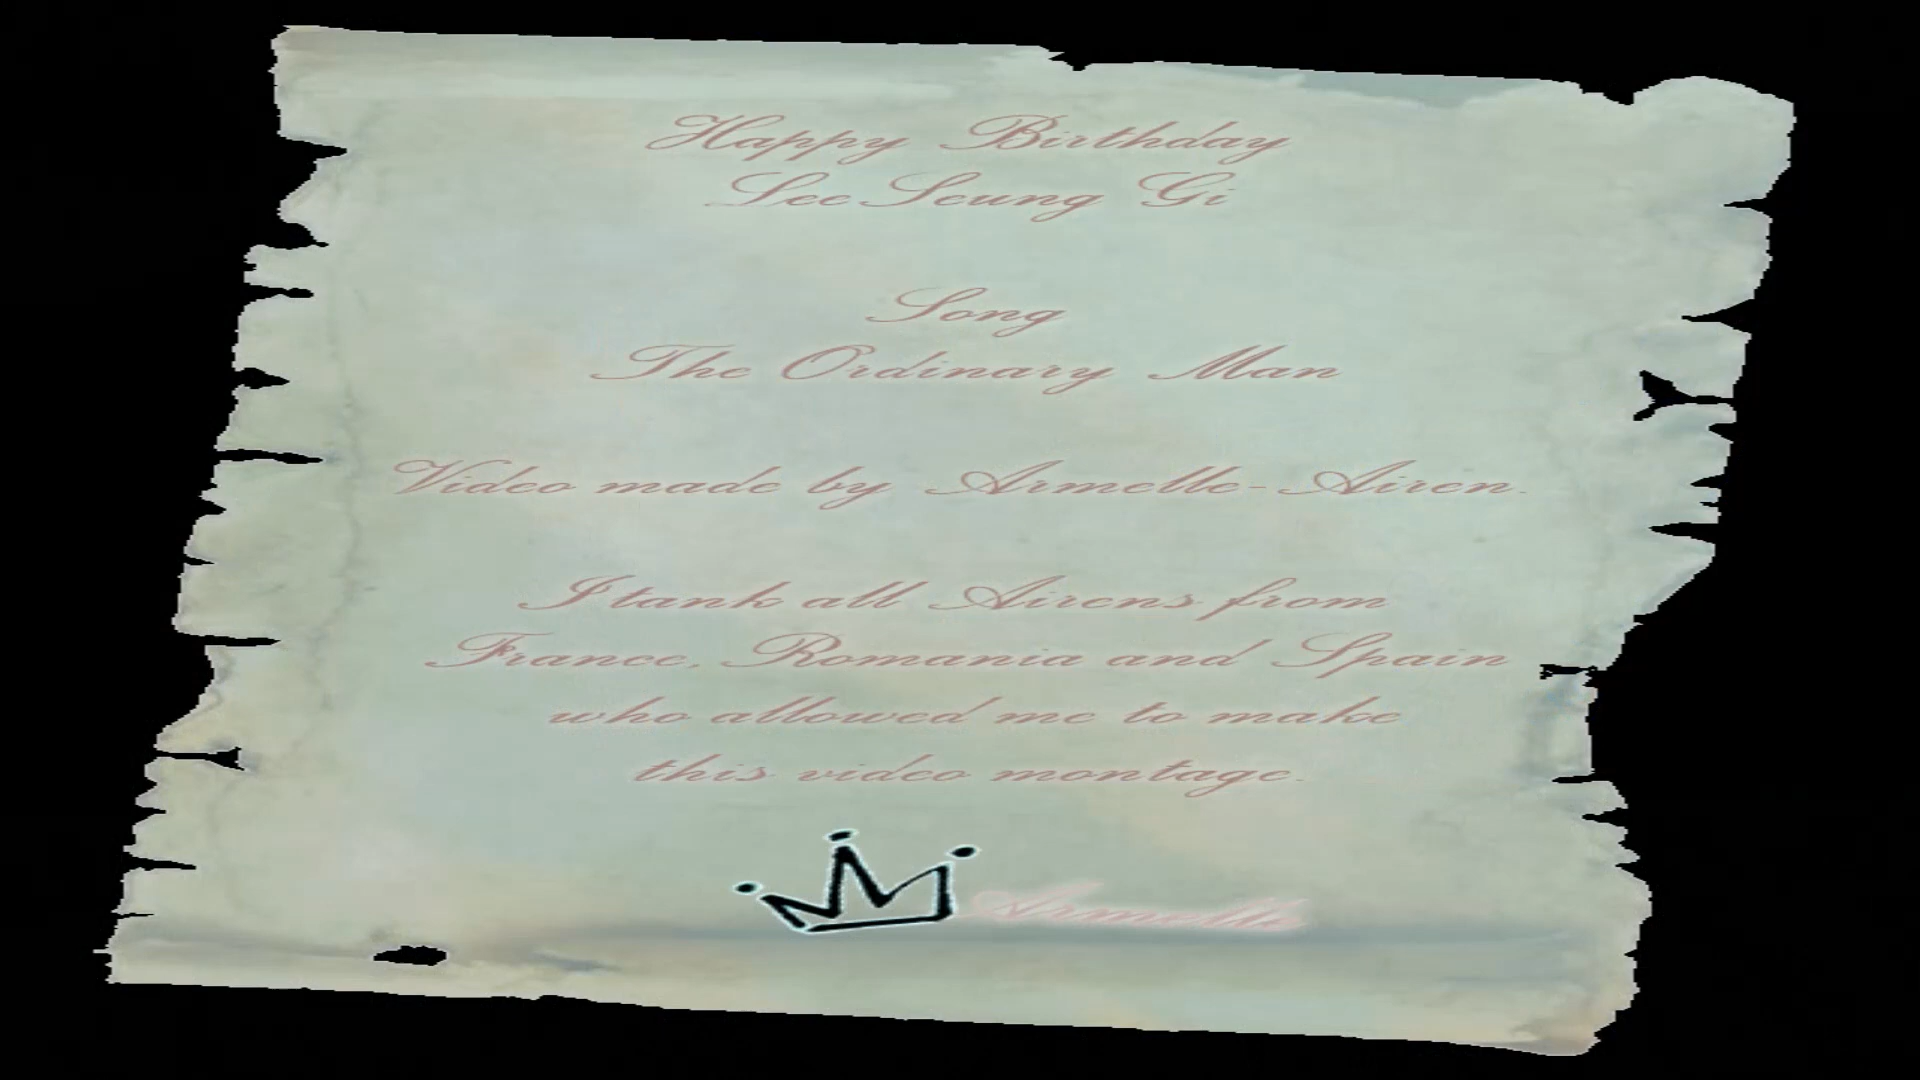 Happy Birthday
Lee Seung Gi
Song
The Ordinary Man
Video made by Armelle-Airen.
I tank all Airens from
France, Romania and Spain
who allowed me to make
this video montage.
Armelle